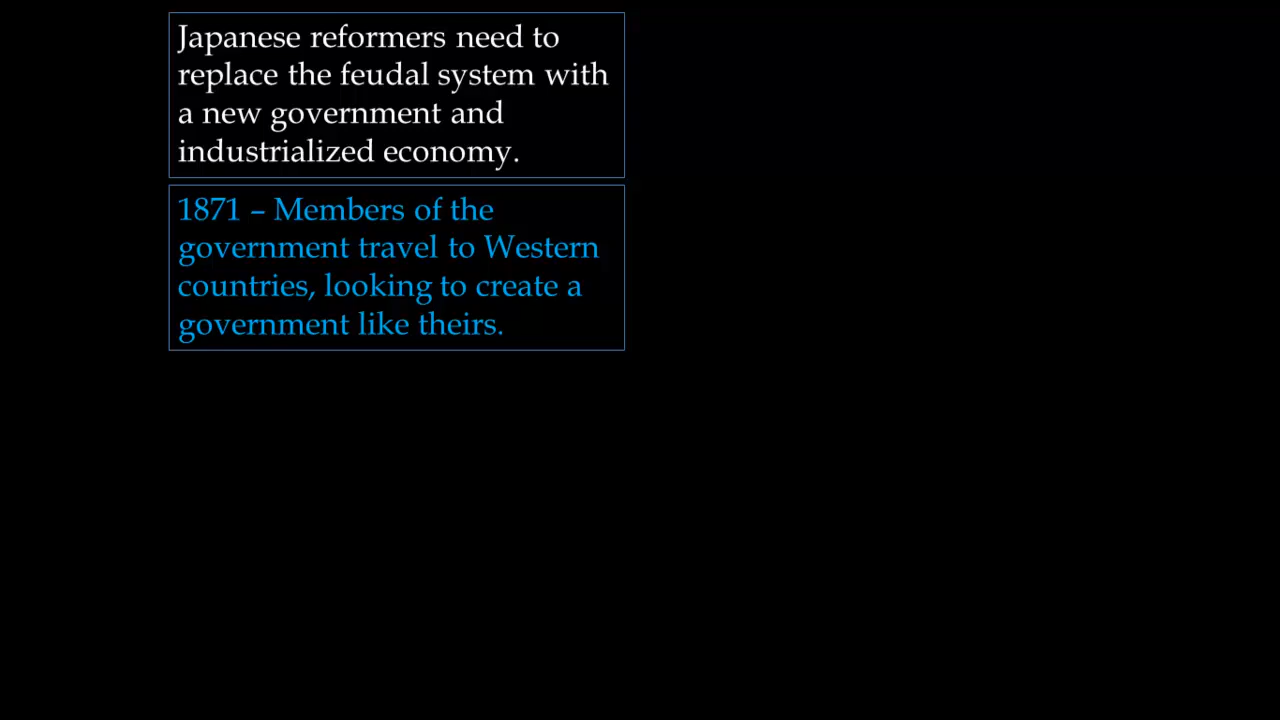 Japanese reformers need to
replace the feudal system with
a new government and
industrialized economy.
1871 – Members of the
government travel to Western
countries, looking to create a
government like theirs.